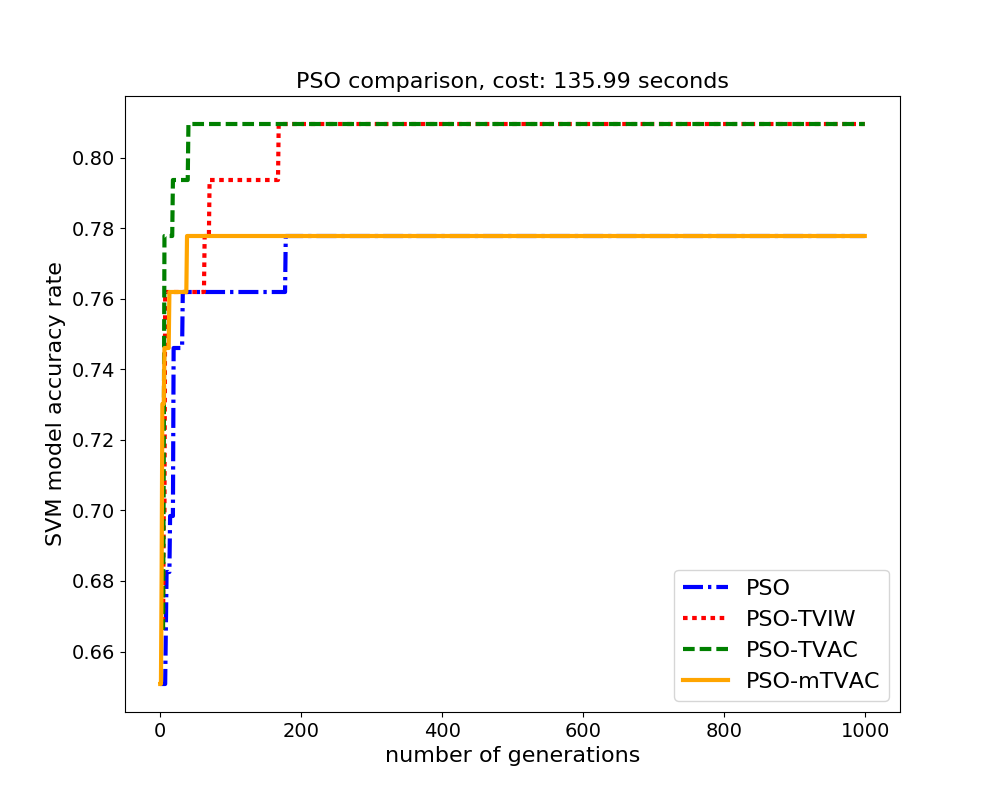 PSO comparison, cost: 135.99 seconds
SVM model accuracy rate
0.80
0.78
0.76
0.74
0.72
0.70
0.68
0.66
PSO
PSO-TVIW
PSO-TVAC
PSO-mTVAC
0 200 400 600 800 1000
number of generations